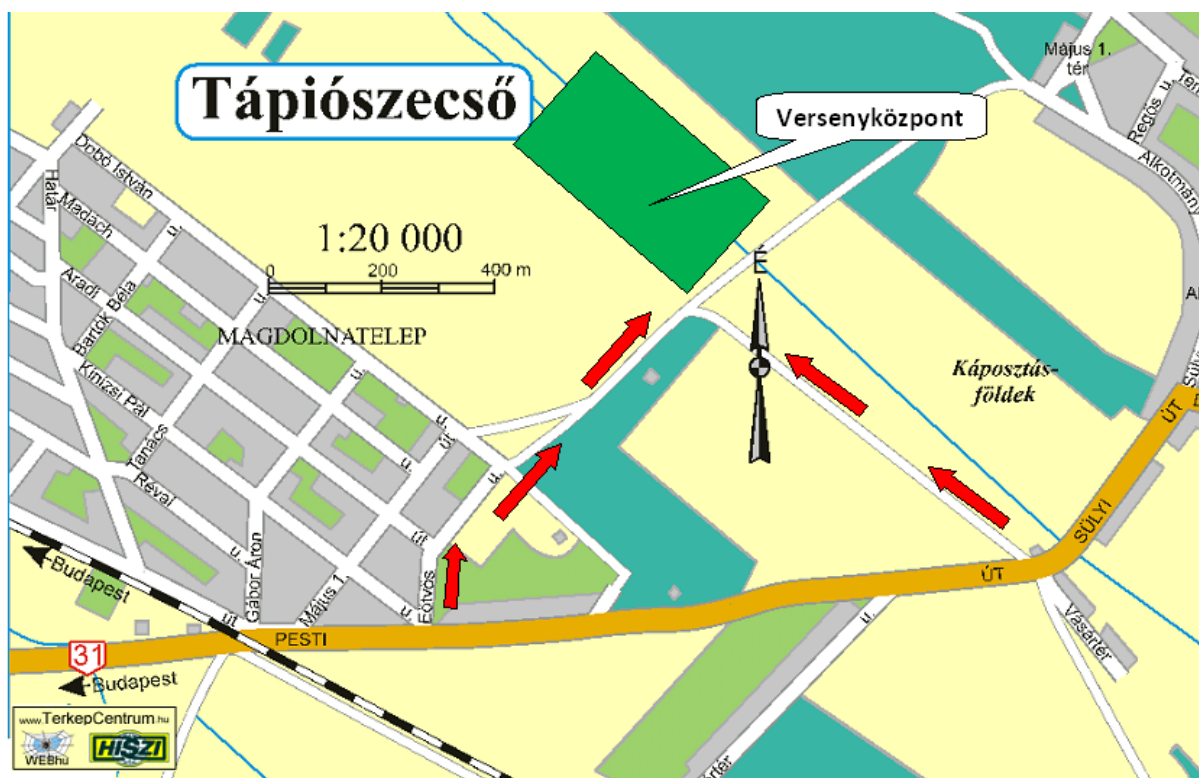 Tápiószecső
Versenyközpont
Május 1.
tér
Regös u.
Alkotmány
Dobó István
u.
Határ
Madách
u.
Aradi
Bartók Béla
u.
Kinizsi Pál
Tanács
Révai
u.
Gábor Áron
Május 1.
út
u.
Eötvös
u.
út
u.
út
u.
u.
1:20 000
0 200 400 m
MAGDOLNATELEP
É
Káposztás-
földek
SÜLYI
ÚT
ÚT
PESTI
út
Vásártér
u.
Budapest
31
Budapest
www.TerkepCentrum.hu
WEBhu
HISZI